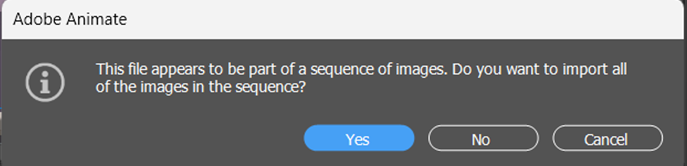 Adobe Animate
This file appears to be part of a sequence of images. Do you want to import all
of the images in the sequence?
Yes
No
Cancel